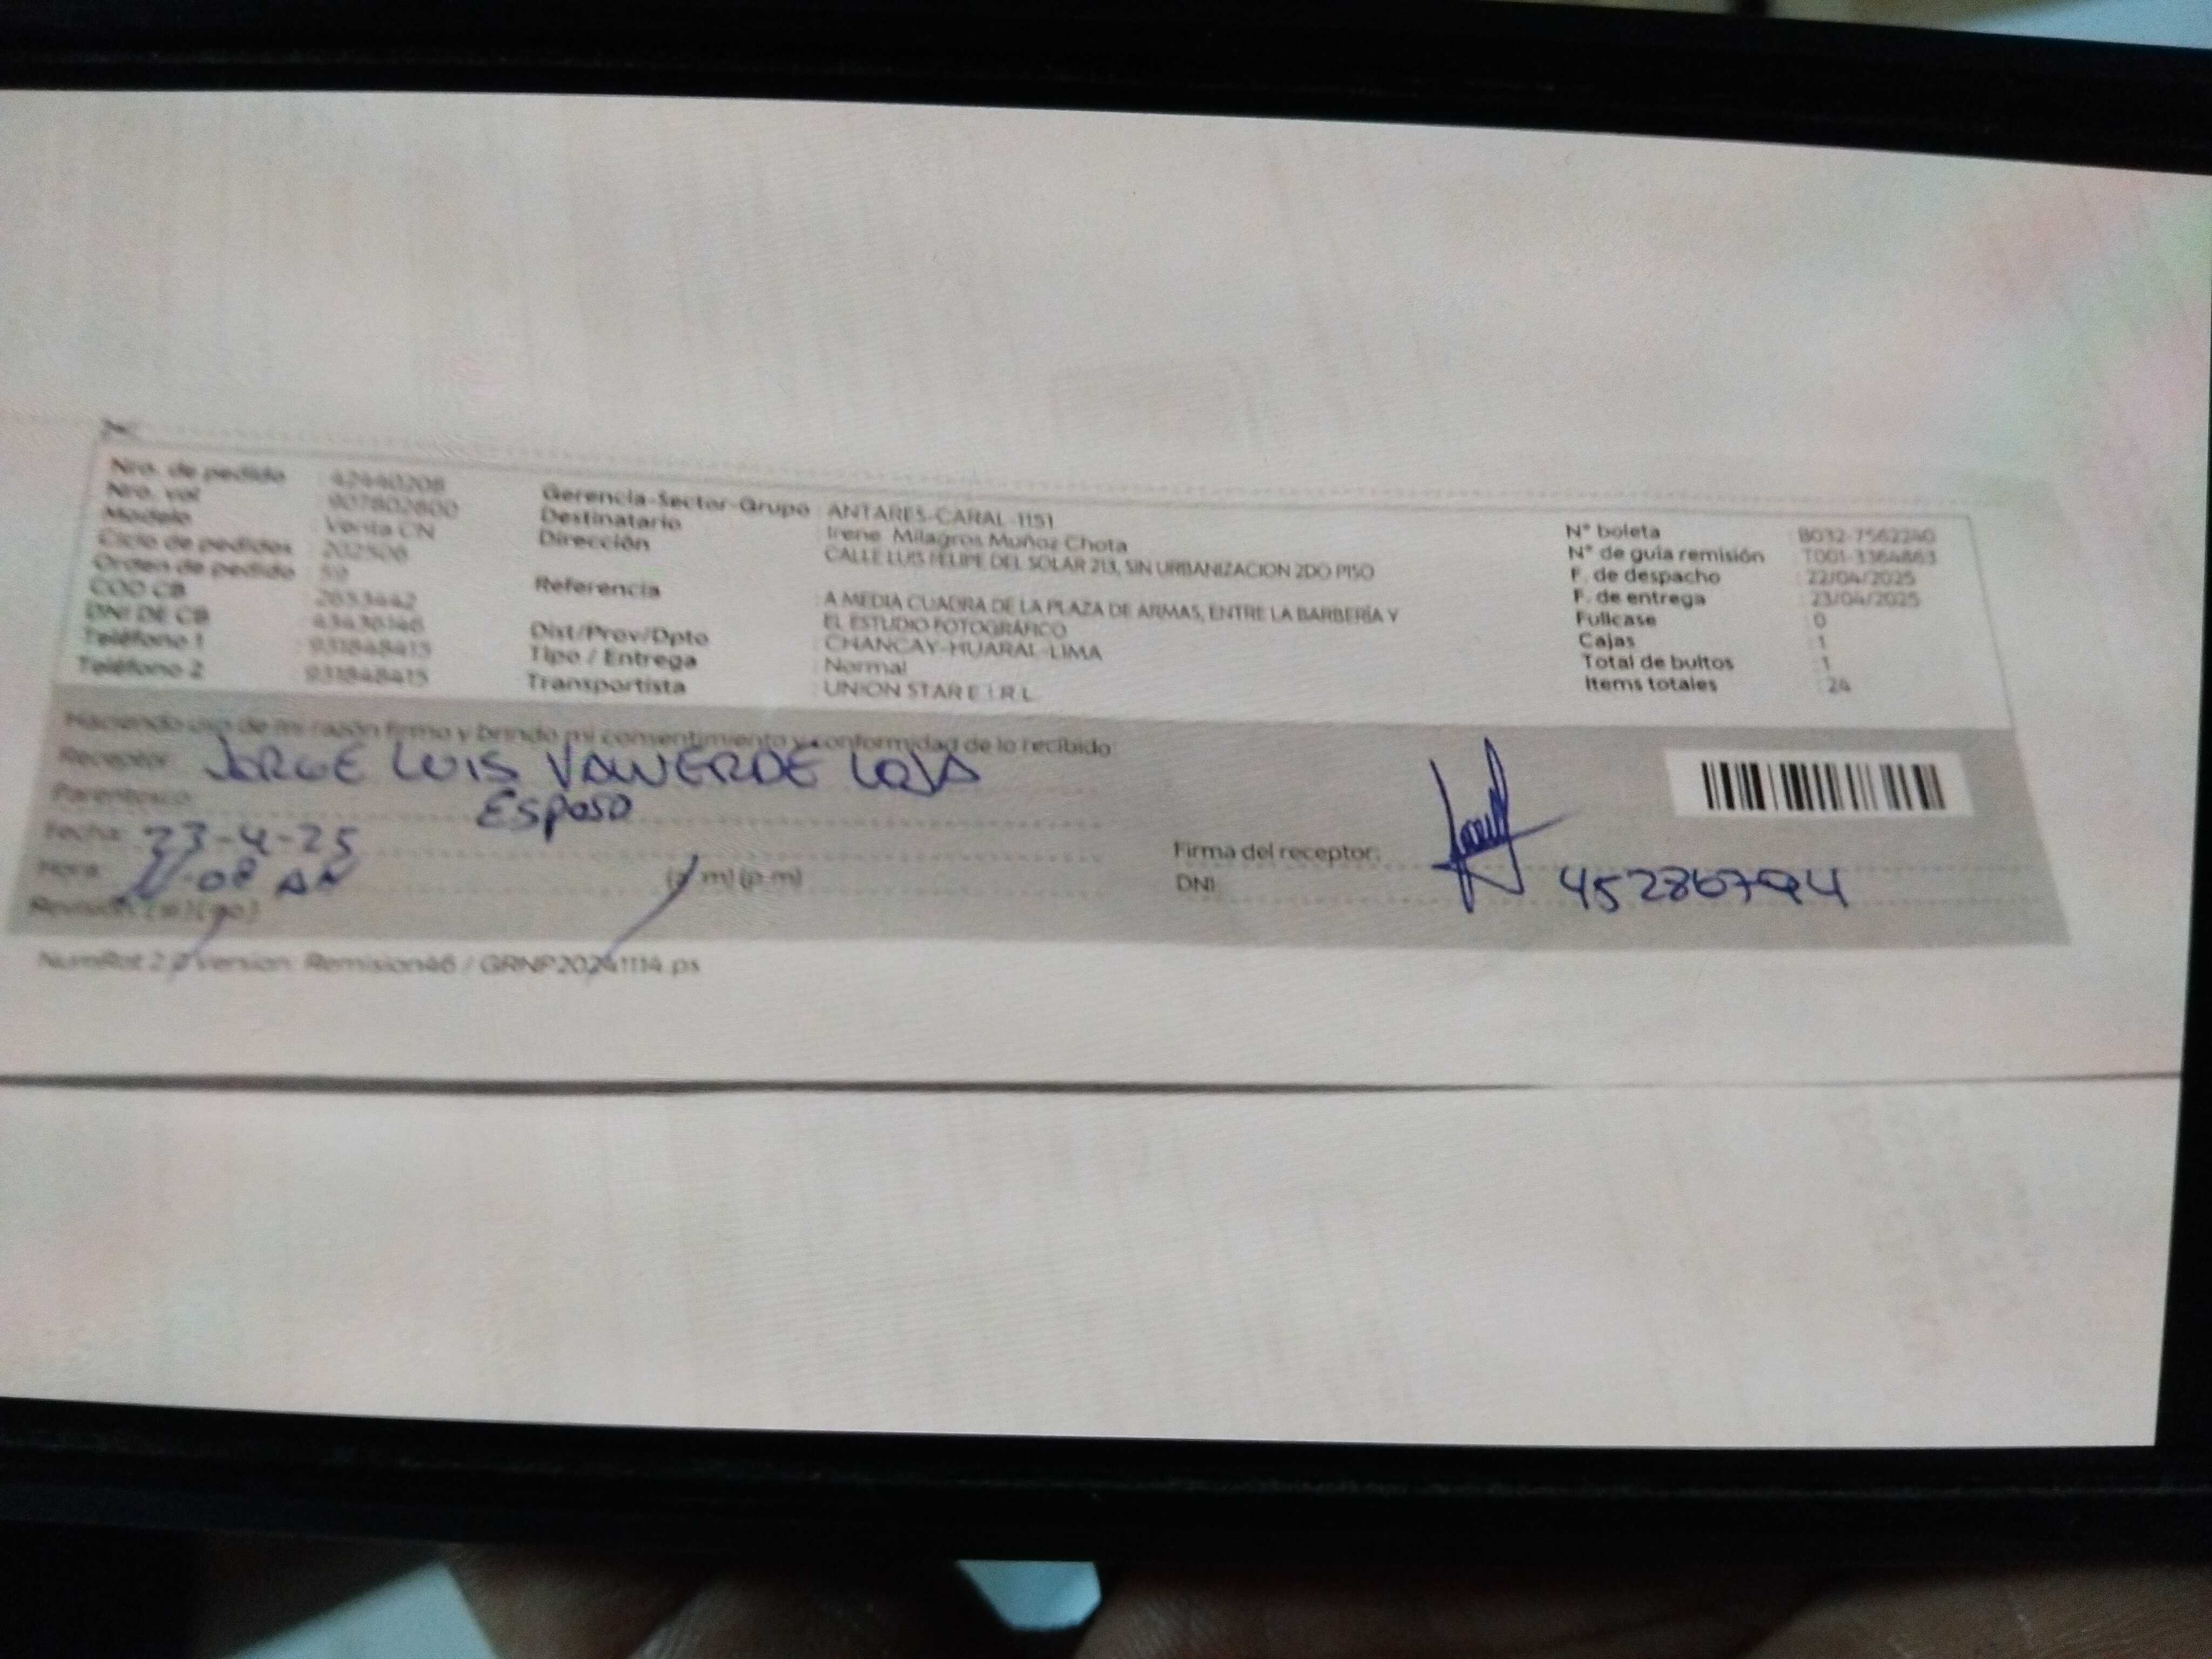 Nro. de pedido : 42440208
Nro. vol : 907802600
Modelo : Venta CN
Ciclo de pedidos : 202506
Orden de pedido : 59
COD CB : 2653442
DNI DE CB
Teléfono 1 : 931848415
Teléfono 2 : 931848415
Gerencia-Sector-Grupo : ANTARES-CARAL-1151
Destinatario : Irene Milagros Muñoz Chota
Dirección : CALLE LUIS FELIPE DEL SOLAR 213, SIN URBANIZACION 2DO PISO
Referencia : A MEDIA CUADRA DE LA PLAZA DE ARMAS, ENTRE LA BARBERÍA Y
EL ESTUDIO FOTOGRÁFICO
Dist/Prov/Dpto : CHANCAY-HUARAL-LIMA
Tipo / Entrega : Normal
Transportista : UNION STAR E.I.R.L
N° boleta : B032-7562240
N° de guía remisión : T001-3364863
F. de despacho : 22/04/2025
F. de entrega : 23/04/2025
Fullcase : 0
Cajas : 1
Total de bultos : 1
Items totales : 24
Haciendo uso de mi razón firmo y brindo mi consentimiento y conformidad de lo recibido:
Receptor: JORGE LUIS VALVERDE LOJA
Parentesco: Esposo
Fecha: 23-4-25
Hora: 11-08 AM (a.m) (p.m)
Revisión: (si) (no)
Firma del receptor:
DNI: 45286794
NumRot 2 version: Remision46 / GRNP20241114.ps